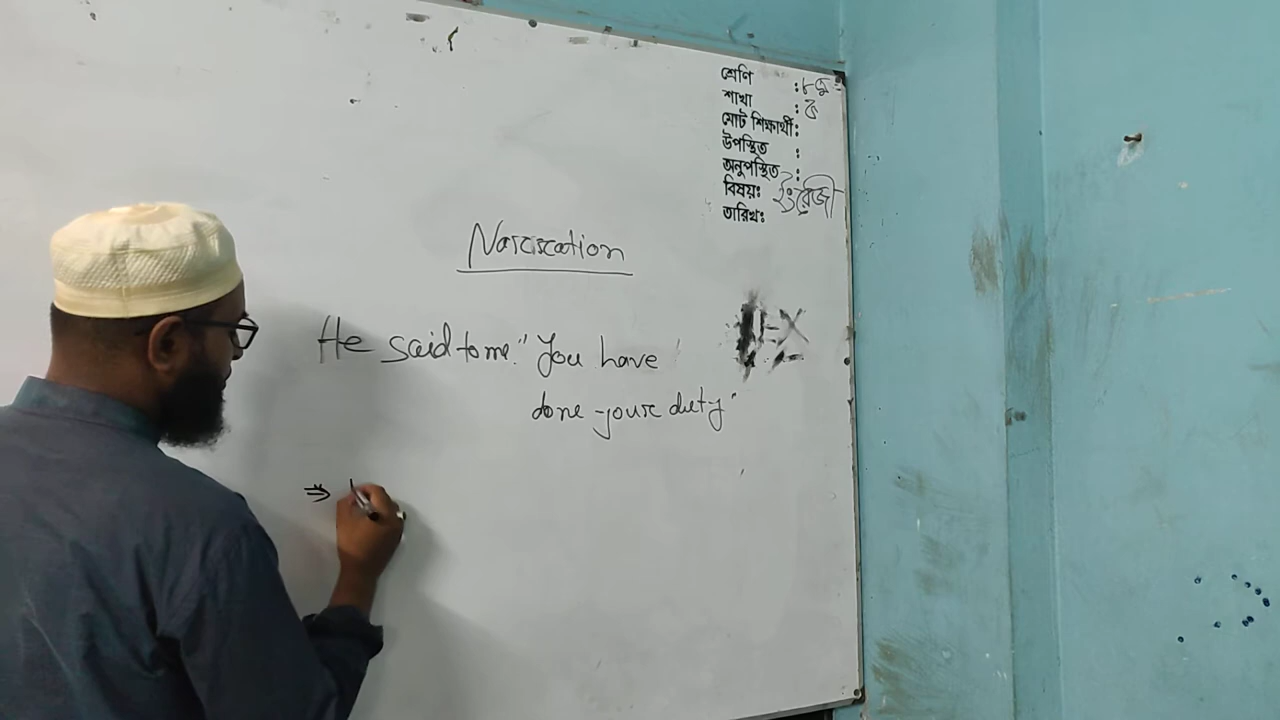 শ্রেণি :
শাখা : ক
মোট শিক্ষার্থী:
উপস্থিত :
অনুপস্থিত :
বিষয়ঃ ইংরেজী
তারিখঃ
Narration
He said to me." You have
done your duty"
⇒